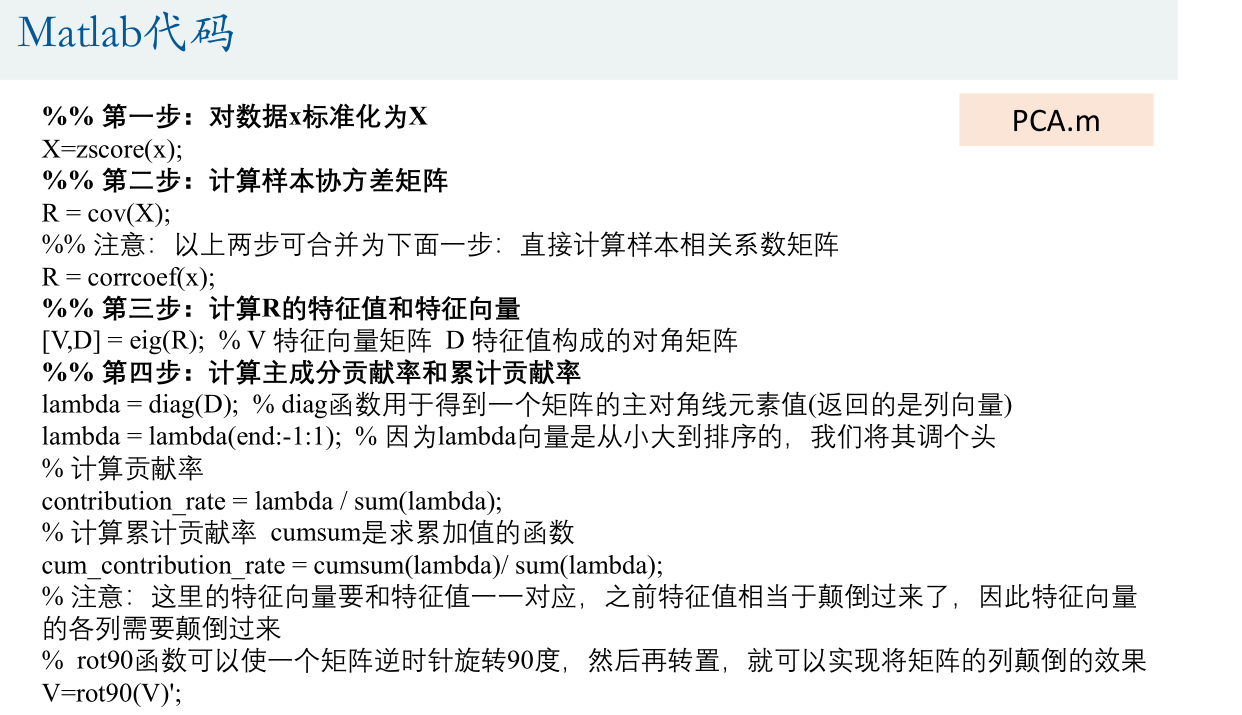 Matlab代码
PCA.m
%% 第一步：对数据x标准化为X
X=zscore(x);
%% 第二步：计算样本协方差矩阵
R = cov(X);
%% 注意：以上两步可合并为下面一步：直接计算样本相关系数矩阵
R = corrcoef(x);
%% 第三步：计算R的特征值和特征向量
[V,D] = eig(R);  % V 特征向量矩阵  D 特征值构成的对角矩阵
%% 第四步：计算主成分贡献率和累计贡献率
lambda = diag(D);  % diag函数用于得到一个矩阵的主对角线元素值(返回的是列向量)
lambda = lambda(end:-1:1);  % 因为lambda向量是从小大到排序的，我们将其调个头
% 计算贡献率
contribution_rate = lambda / sum(lambda);
% 计算累计贡献率  cumsum是求累加值的函数
cum_contribution_rate = cumsum(lambda)/ sum(lambda);
% 注意：这里的特征向量要和特征值一一对应，之前特征值相当于颠倒过来了，因此特征向量
的各列需要颠倒过来
%  rot90函数可以使一个矩阵逆时针旋转90度，然后再转置，就可以实现将矩阵的列颠倒的效果
V=rot90(V)';